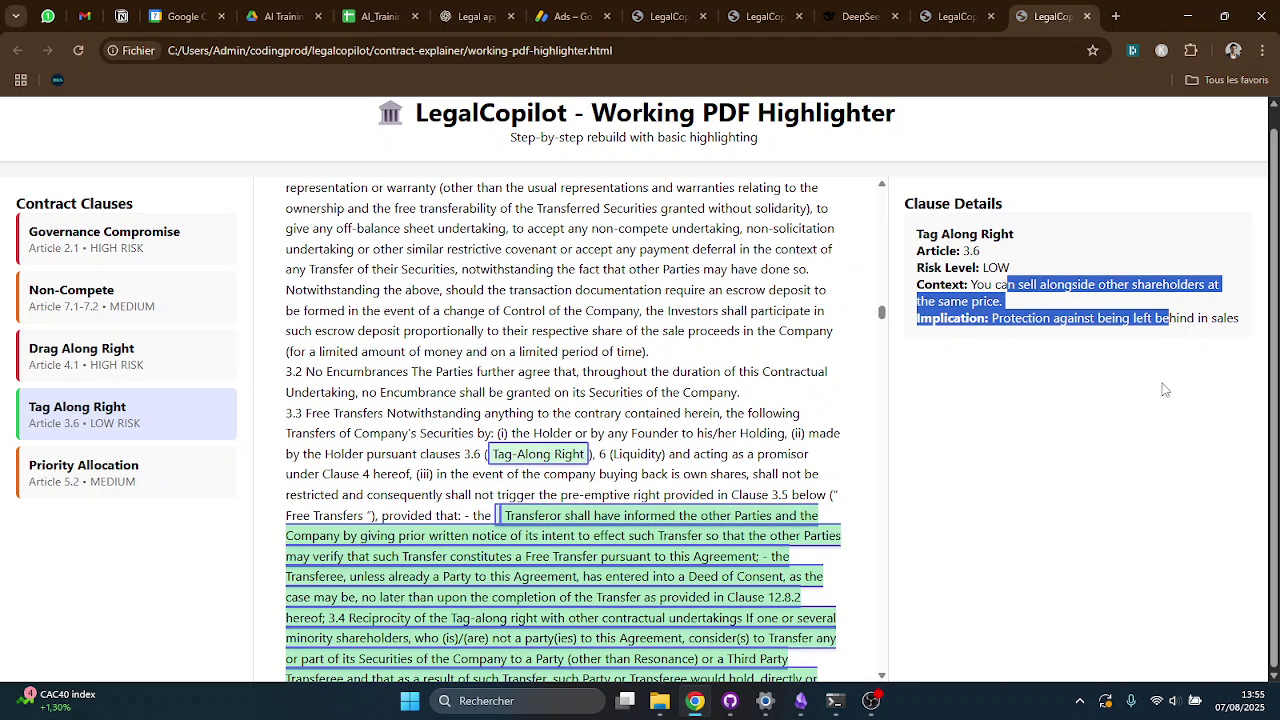 Google C
AI Training
AI_Training
Legal app
Ads – Go
LegalCop
LegalCop
DeepSee
LegalCop
LegalCop
Fichier
C:/Users/Admin/codingprod/legalcopilot/contract-explainer/working-pdf-highlighter.html
Tous les favoris
🏛 LegalCopilot - Working PDF Highlighter
Step-by-step rebuild with basic highlighting
Contract Clauses
Governance Compromise
Article 2.1 • HIGH RISK
Non-Compete
Article 7.1-7.2 • MEDIUM
Drag Along Right
Article 4.1 • HIGH RISK
Tag Along Right
Article 3.6 • LOW RISK
Priority Allocation
Article 5.2 • MEDIUM
representation or warranty (other than the usual representations and warranties relating to the
ownership and the free transferability of the Transferred Securities granted without solidarity), to
give any off-balance sheet undertaking, to accept any non-compete undertaking, non-solicitation
undertaking or other similar restrictive covenant or accept any payment deferral in the context of
any Transfer of their Securities, notwithstanding the fact that other Parties may have done so.
Notwithstanding the above, should the transaction documentation require an escrow deposit to
be formed in the event of a change of Control of the Company, the Investors shall participate in
such escrow deposit proportionally to their respective share of the sale proceeds in the Company
(for a limited amount of money and on a limited period of time).
3.2 No Encumbrances The Parties further agree that, throughout the duration of this Contractual
Undertaking, no Encumbrance shall be granted on its Securities of the Company.
3.3 Free Transfers Notwithstanding anything to the contrary contained herein, the following
Transfers of Company's Securities by: (i) the Holder or by any Founder to his/her Holding, (ii) made
by the Holder pursuant clauses 3.6 ( Tag-Along Right ), 6 (Liquidity) and acting as a promisor
under Clause 4 hereof, (iii) in the event of the company buying back is own shares, shall not be
restricted and consequently shall not trigger the pre-emptive right provided in Clause 3.5 below (“
Free Transfers ”), provided that: - the Transferor shall have informed the other Parties and the
Company by giving prior written notice of its intent to effect such Transfer so that the other Parties
may verify that such Transfer constitutes a Free Transfer pursuant to this Agreement; - the
Transferee, unless already a Party to this Agreement, has entered into a Deed of Consent, as the
case may be, no later than upon the completion of the Transfer as provided in Clause 12.8.2
hereof; 3.4 Reciprocity of the Tag-along right with other contractual undertakings If one or several
minority shareholders, who (is)/(are) not a party(ies) to this Agreement, consider(s) to Transfer any
or part of its Securities of the Company to a Party (other than Resonance) or a Third Party
Transferee and that as a result of such Transfer, such Party or Transferee would hold, directly or
Clause Details
Tag Along Right
Article: 3.6
Risk Level: LOW
Context: You can sell alongside other shareholders at
the same price.
Implication: Protection against being left behind in sales
4
CAC40 index
+1,30%
Rechercher
13:55
07/08/2025